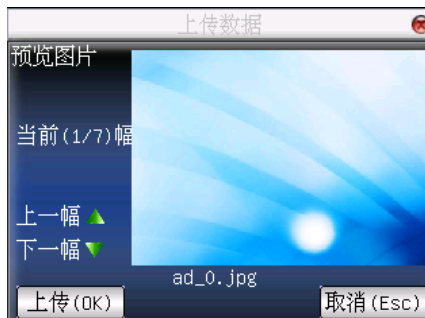 上传数据
预览图片
当前(1/7)幅
上一幅
下一幅
ad_0.jpg
上传(OK)
取消(Esc)